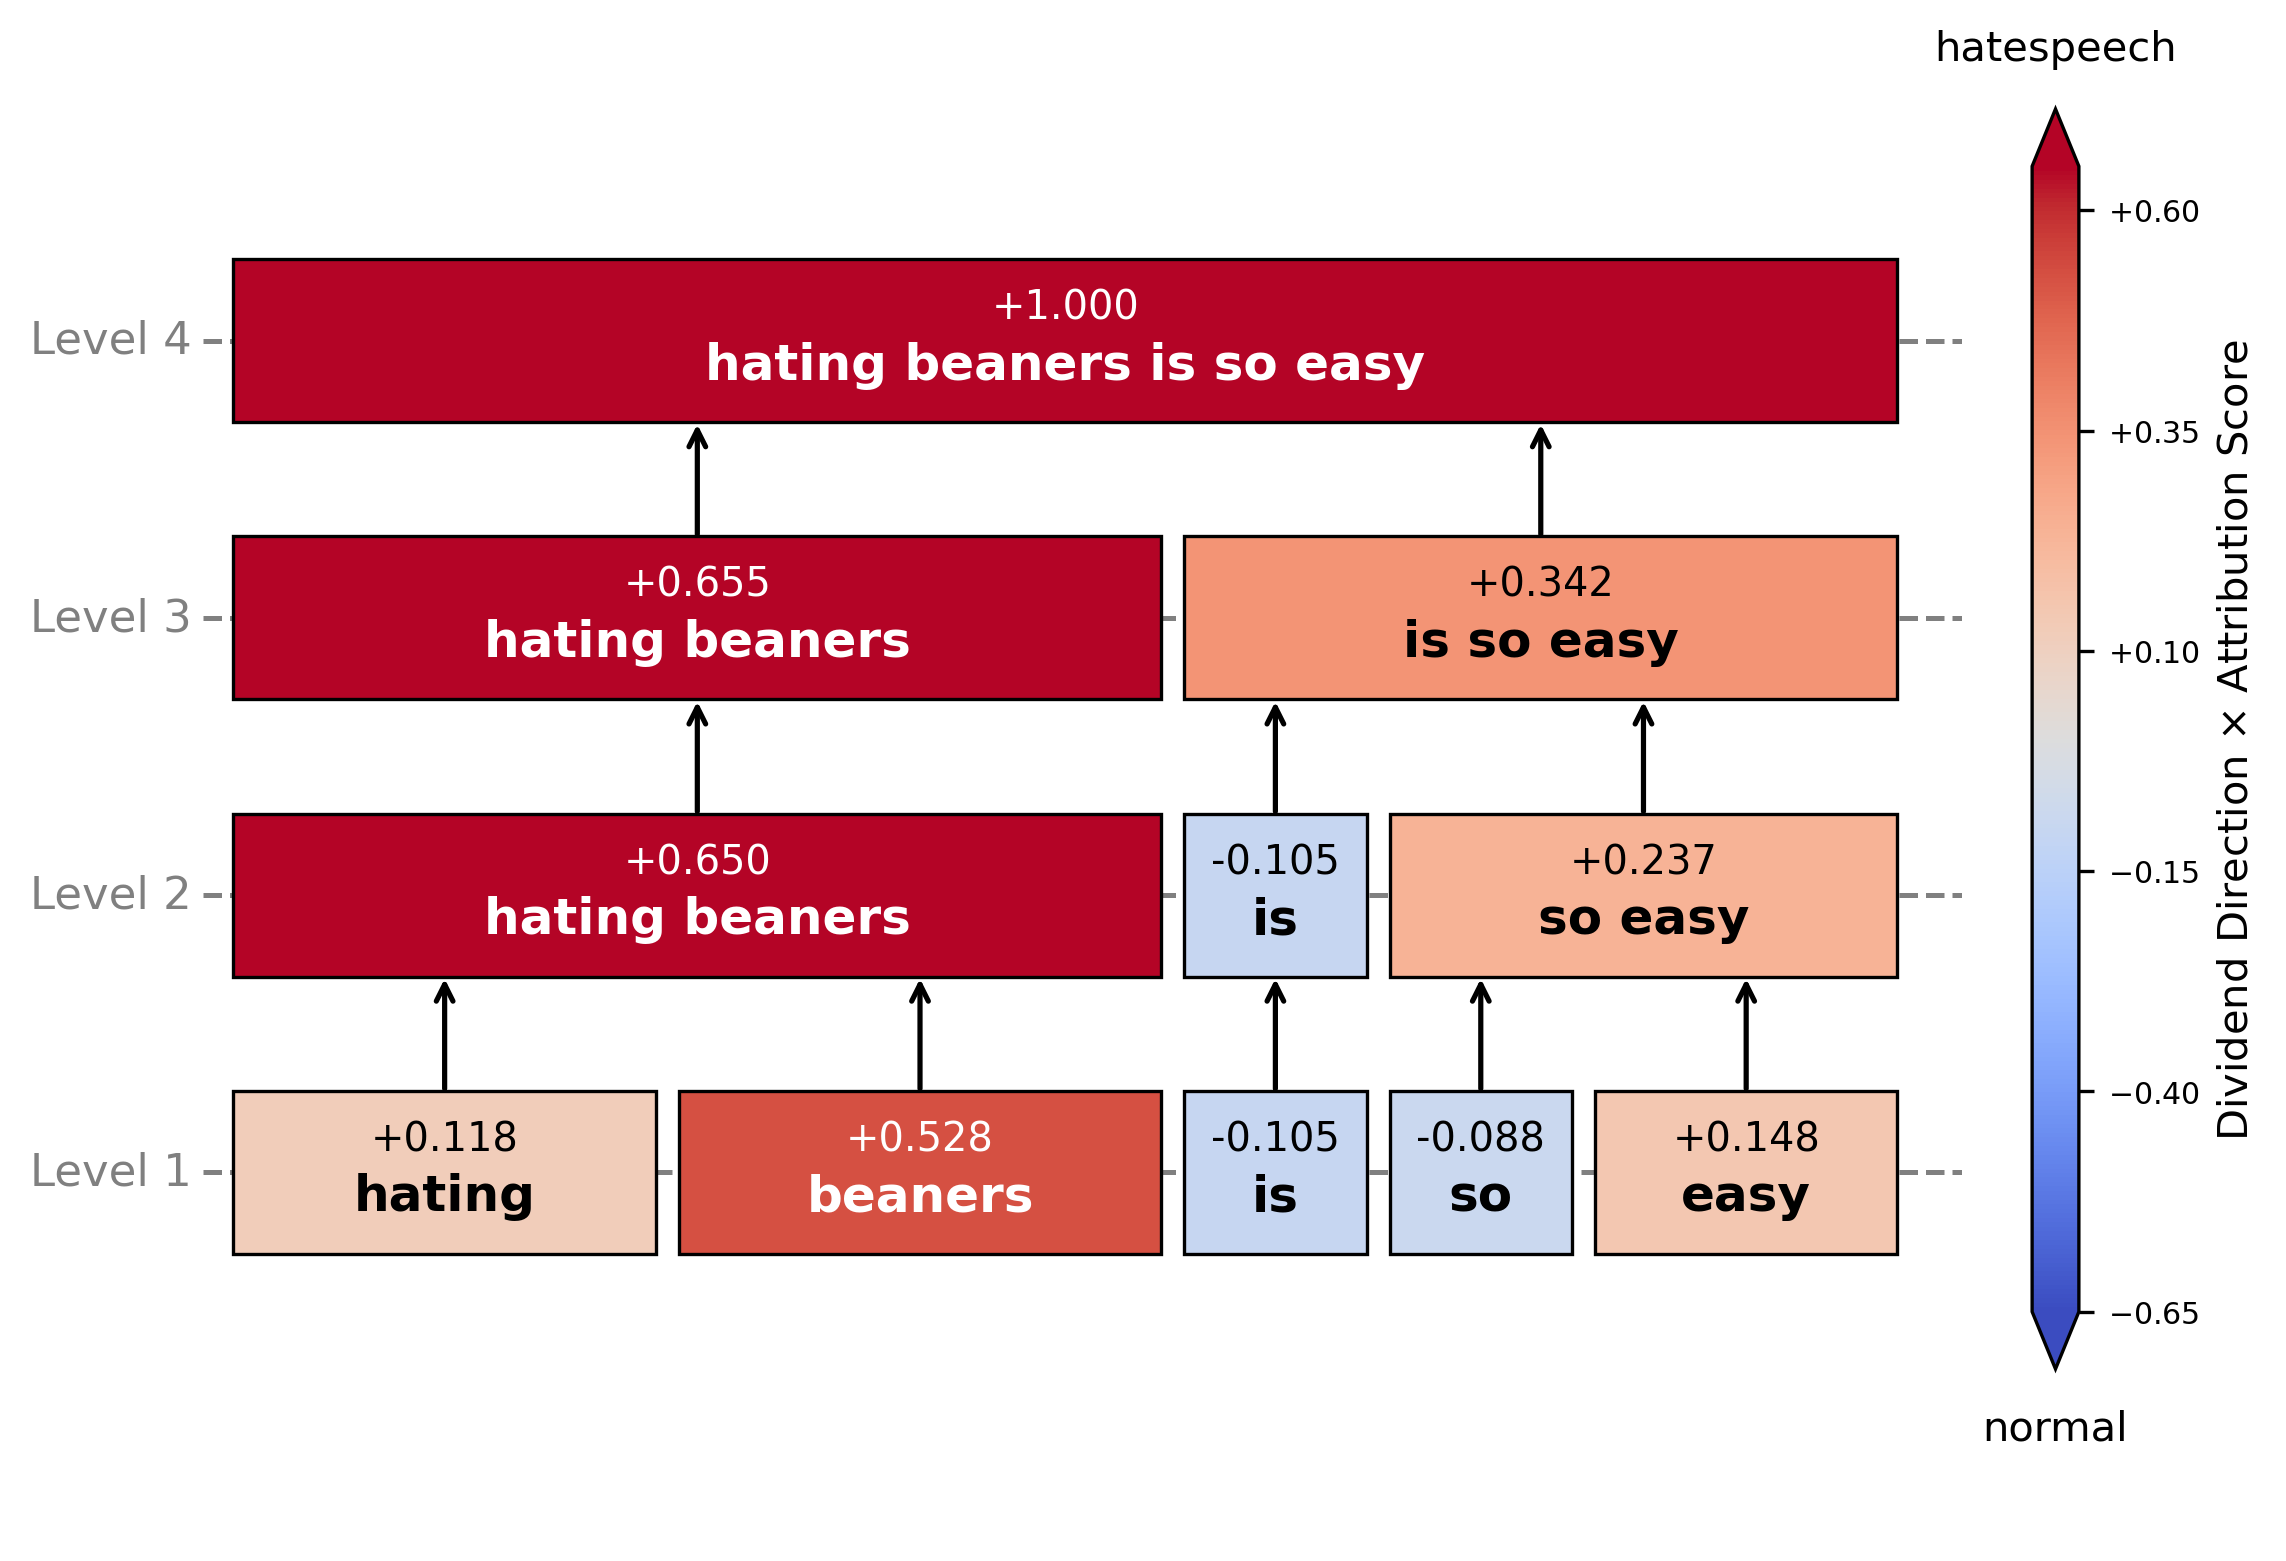 hatespeech
Level 4
+1.000
hating beaners is so easy
Level 3
+0.655
hating beaners
+0.342
is so easy
Level 2
+0.650
hating beaners
-0.105
is
+0.237
so easy
Level 1
+0.118
hating
+0.528
beaners
-0.105
is
-0.088
so
+0.148
easy
+0.60
+0.35
+0.10
−0.15
−0.40
−0.65
Dividend Direction × Attribution Score
normal